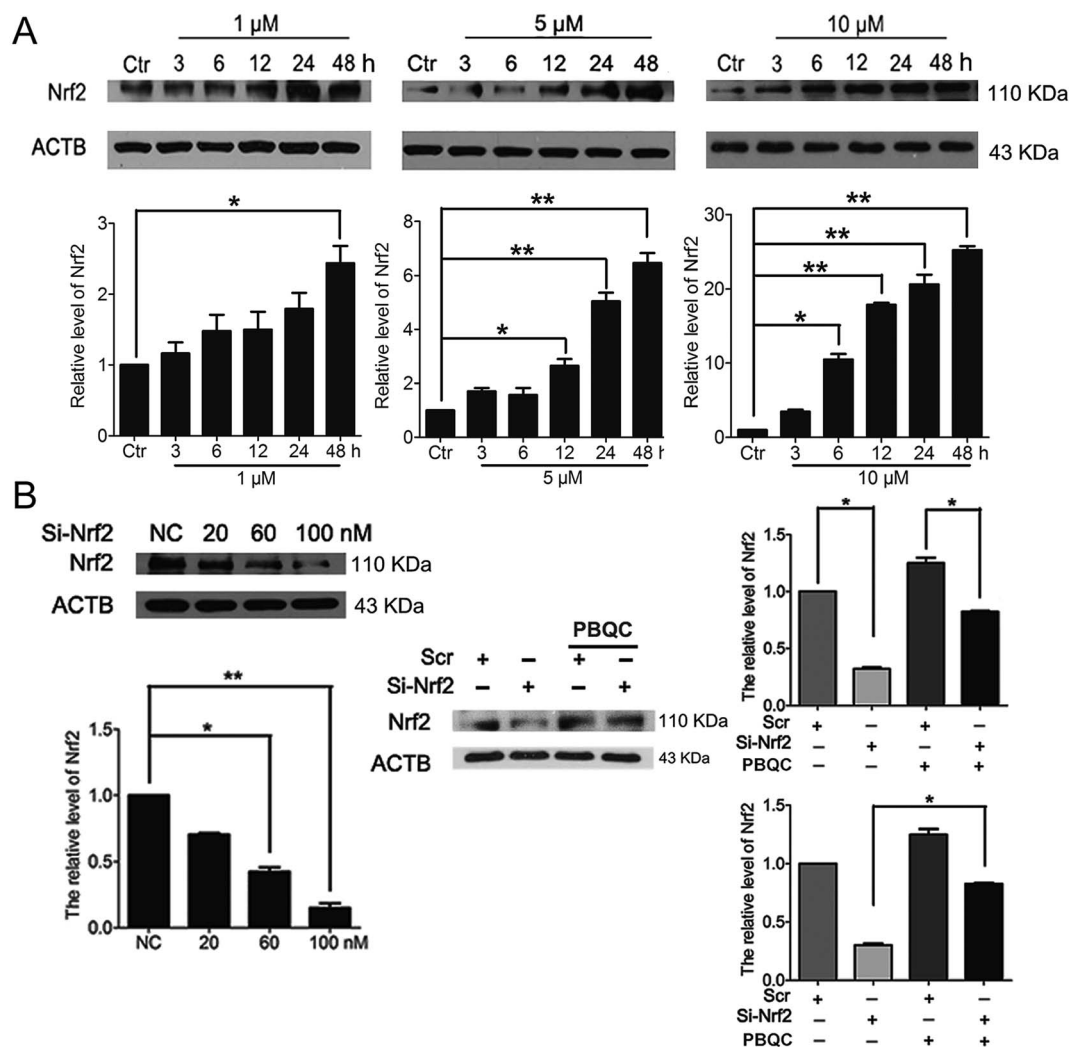 A
1 µM
5 µM
10 µM
Ctr 3 6 12 24 48 h
Ctr 3 6 12 24 48
Ctr 3 6 12 24 48 h
Nrf2
110 KDa
ACTB
43 KDa
Relative level of Nrf2
3
2
1
0
*
Ctr 3 6 12 24 48 h
1 µM
Relative level of Nrf2
8
6
4
2
0
**
**
*
Ctr 3 6 12 24 48 h
5 µM
Relative level of Nrf2
30
20
10
0
**
**
**
*
Ctr 3 6 12 24 48 h
10 µM
B
Si-Nrf2 NC 20 60 100 nM
Nrf2 110 KDa
ACTB 43 KDa
The relative level of Nrf2
1.5
1.0
0.5
0.0
**
*
NC 20 60 100 nM
PBQC
Scr + − + −
Si-Nrf2 − + − +
Nrf2 110 KDa
ACTB 43 KDa
The relative level of Nrf2
1.5
1.0
0.5
0.0
* *
Scr + − + −
Si-Nrf2 − + − +
PBQC − − + +
The relative level of Nrf2
1.5
1.0
0.5
0.0
*
Scr + − + −
Si-Nrf2 − + − +
PBQC − − + +